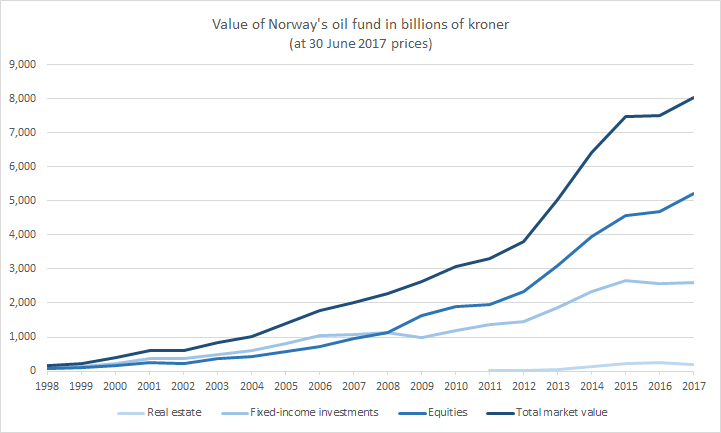 Value of Norway's oil fund in billions of kroner
(at 30 June 2017 prices)
9,000
8,000
7,000
6,000
5,000
4,000
3,000
2,000
1,000
0
1998 1999 2000 2001 2002 2003 2004 2005 2006 2007 2008 2009 2010 2011 2012 2013 2014 2015 2016 2017
Real estate Fixed-income investments Equities Total market value